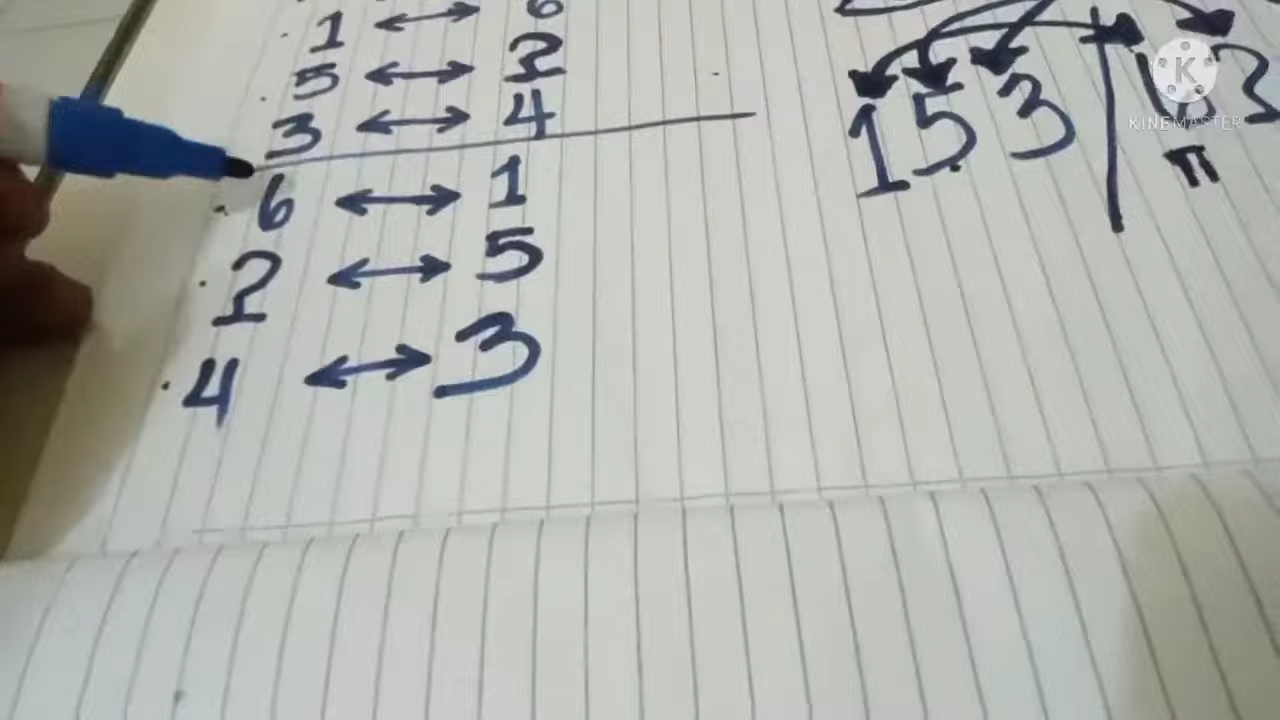 1 ↔ 6
5 ↔ 2
3 ↔ 4
6 ↔ 1
2 ↔ 5
4 ↔ 3
153
KINEMASTER